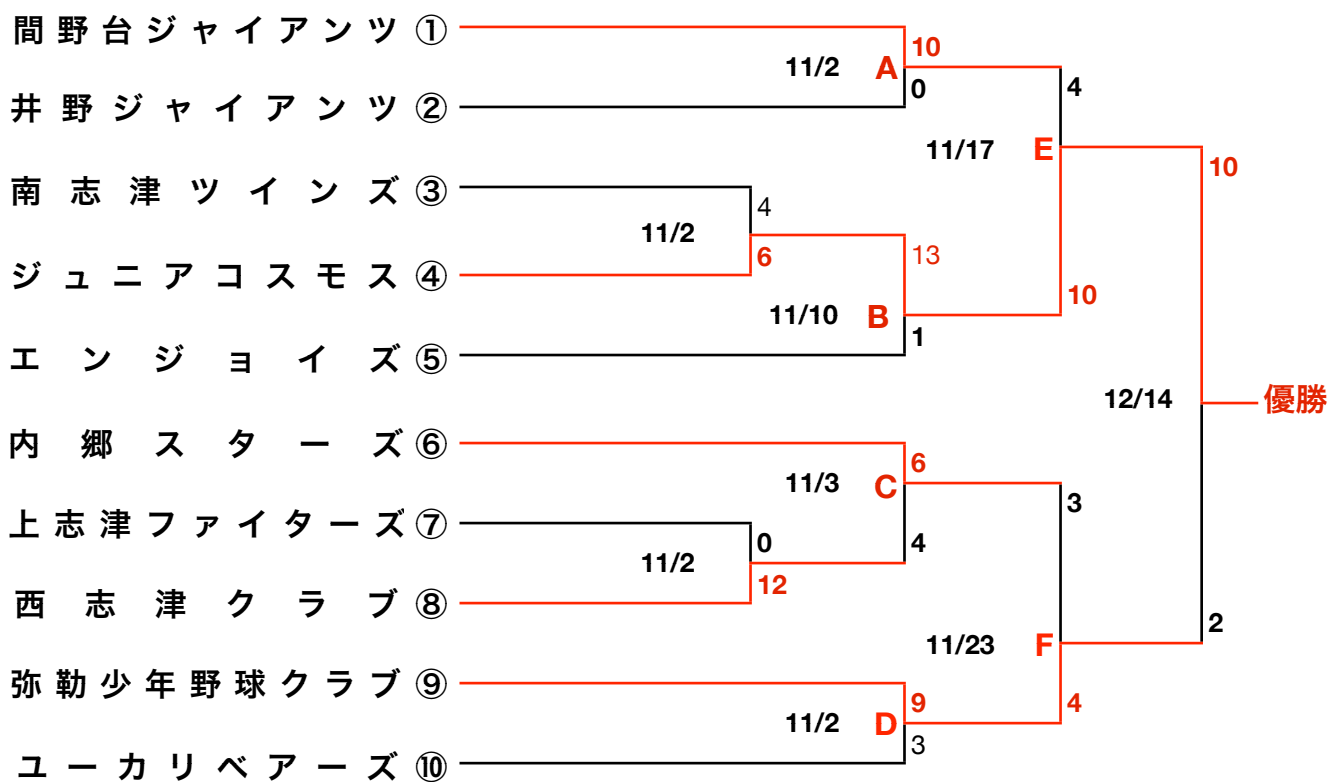 間野台ジャイアンツ ①
10
11/2 A
0
4
井野ジャイアンツ ②
11/17 E
10
南志津ツインズ ③
4
11/2
6
13
ジュニアコスモス ④
10
11/10 B
1
エンジョイズ ⑤
12/14 優勝
内郷スターズ ⑥
6
11/3 C
3
上志津ファイターズ ⑦
0
4
11/2
12
西志津クラブ ⑧
2
11/23 F
弥勒少年野球クラブ ⑨
9
4
11/2 D
3
ユーカリベアーズ ⑩